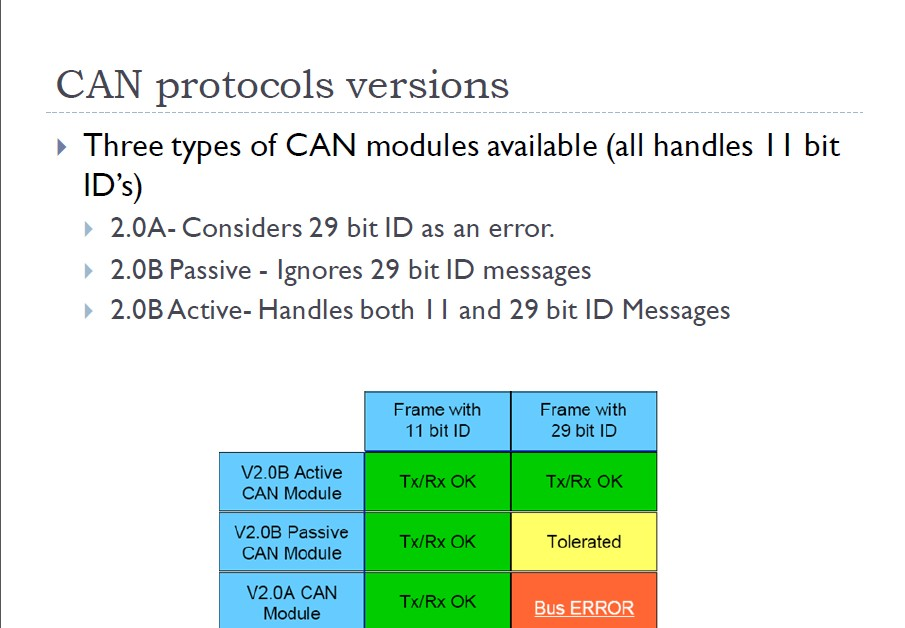 CAN protocols versions
Three types of CAN modules available (all handles 11 bit
ID's)
2.0A- Considers 29 bit ID as an error.
2.0B Passive - Ignores 29 bit ID messages
2.0B Active- Handles both 11 and 29 bit ID Messages
Frame with
11 bit ID
Frame with
29 bit ID
V2.0B Active
CAN Module
Tx/Rx OK
Tx/Rx OK
V2.0B Passive
CAN Module
Tx/Rx OK
Tolerated
V2.0A CAN
Module
Tx/Rx OK
Bus ERROR